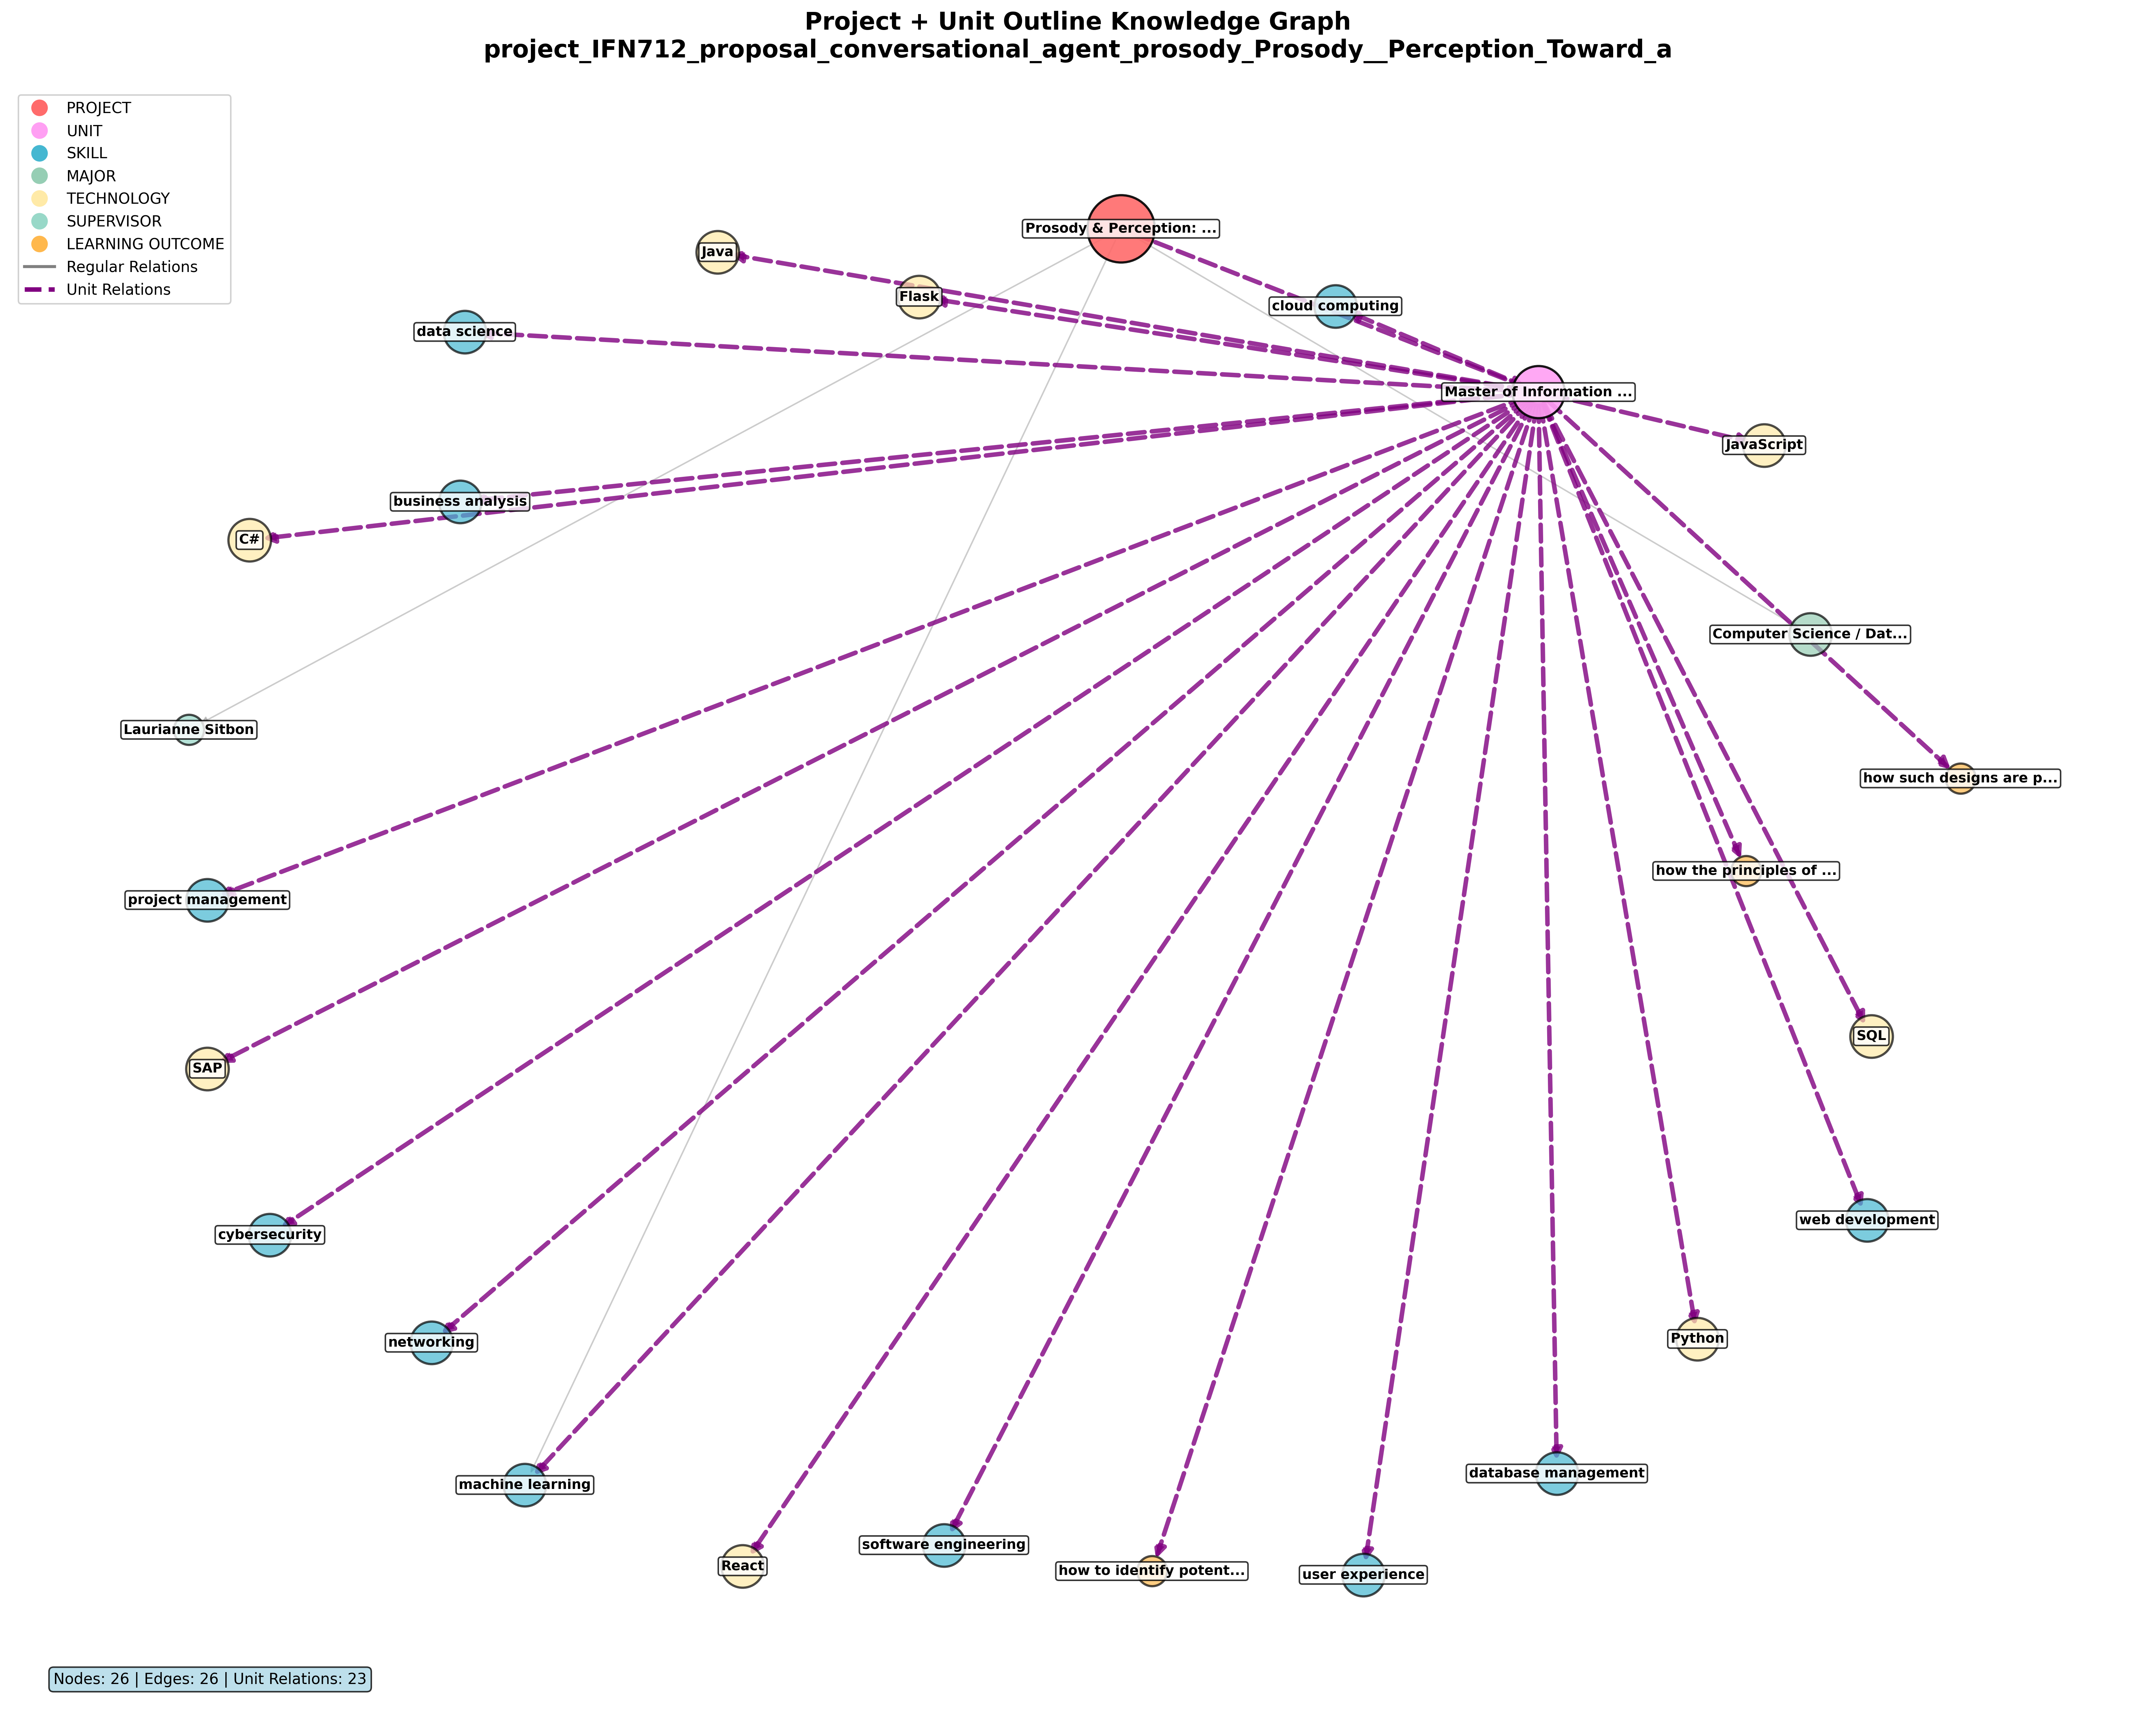 Project + Unit Outline Knowledge Graph
project_IFN712_proposal_conversational_agent_prosody_Prosody__Perception_Toward_a
PROJECT
UNIT
SKILL
MAJOR
TECHNOLOGY
SUPERVISOR
LEARNING OUTCOME
Regular Relations
Unit Relations
Prosody & Perception: ...
Java
Flask
cloud computing
data science
Master of Information ...
JavaScript
business analysis
C#
Computer Science / Dat...
Laurianne Sitbon
how such designs are p...
how the principles of ...
project management
SQL
SAP
web development
cybersecurity
Python
networking
database management
machine learning
software engineering
React
how to identify potent...
user experience
Nodes: 26 | Edges: 26 | Unit Relations: 23